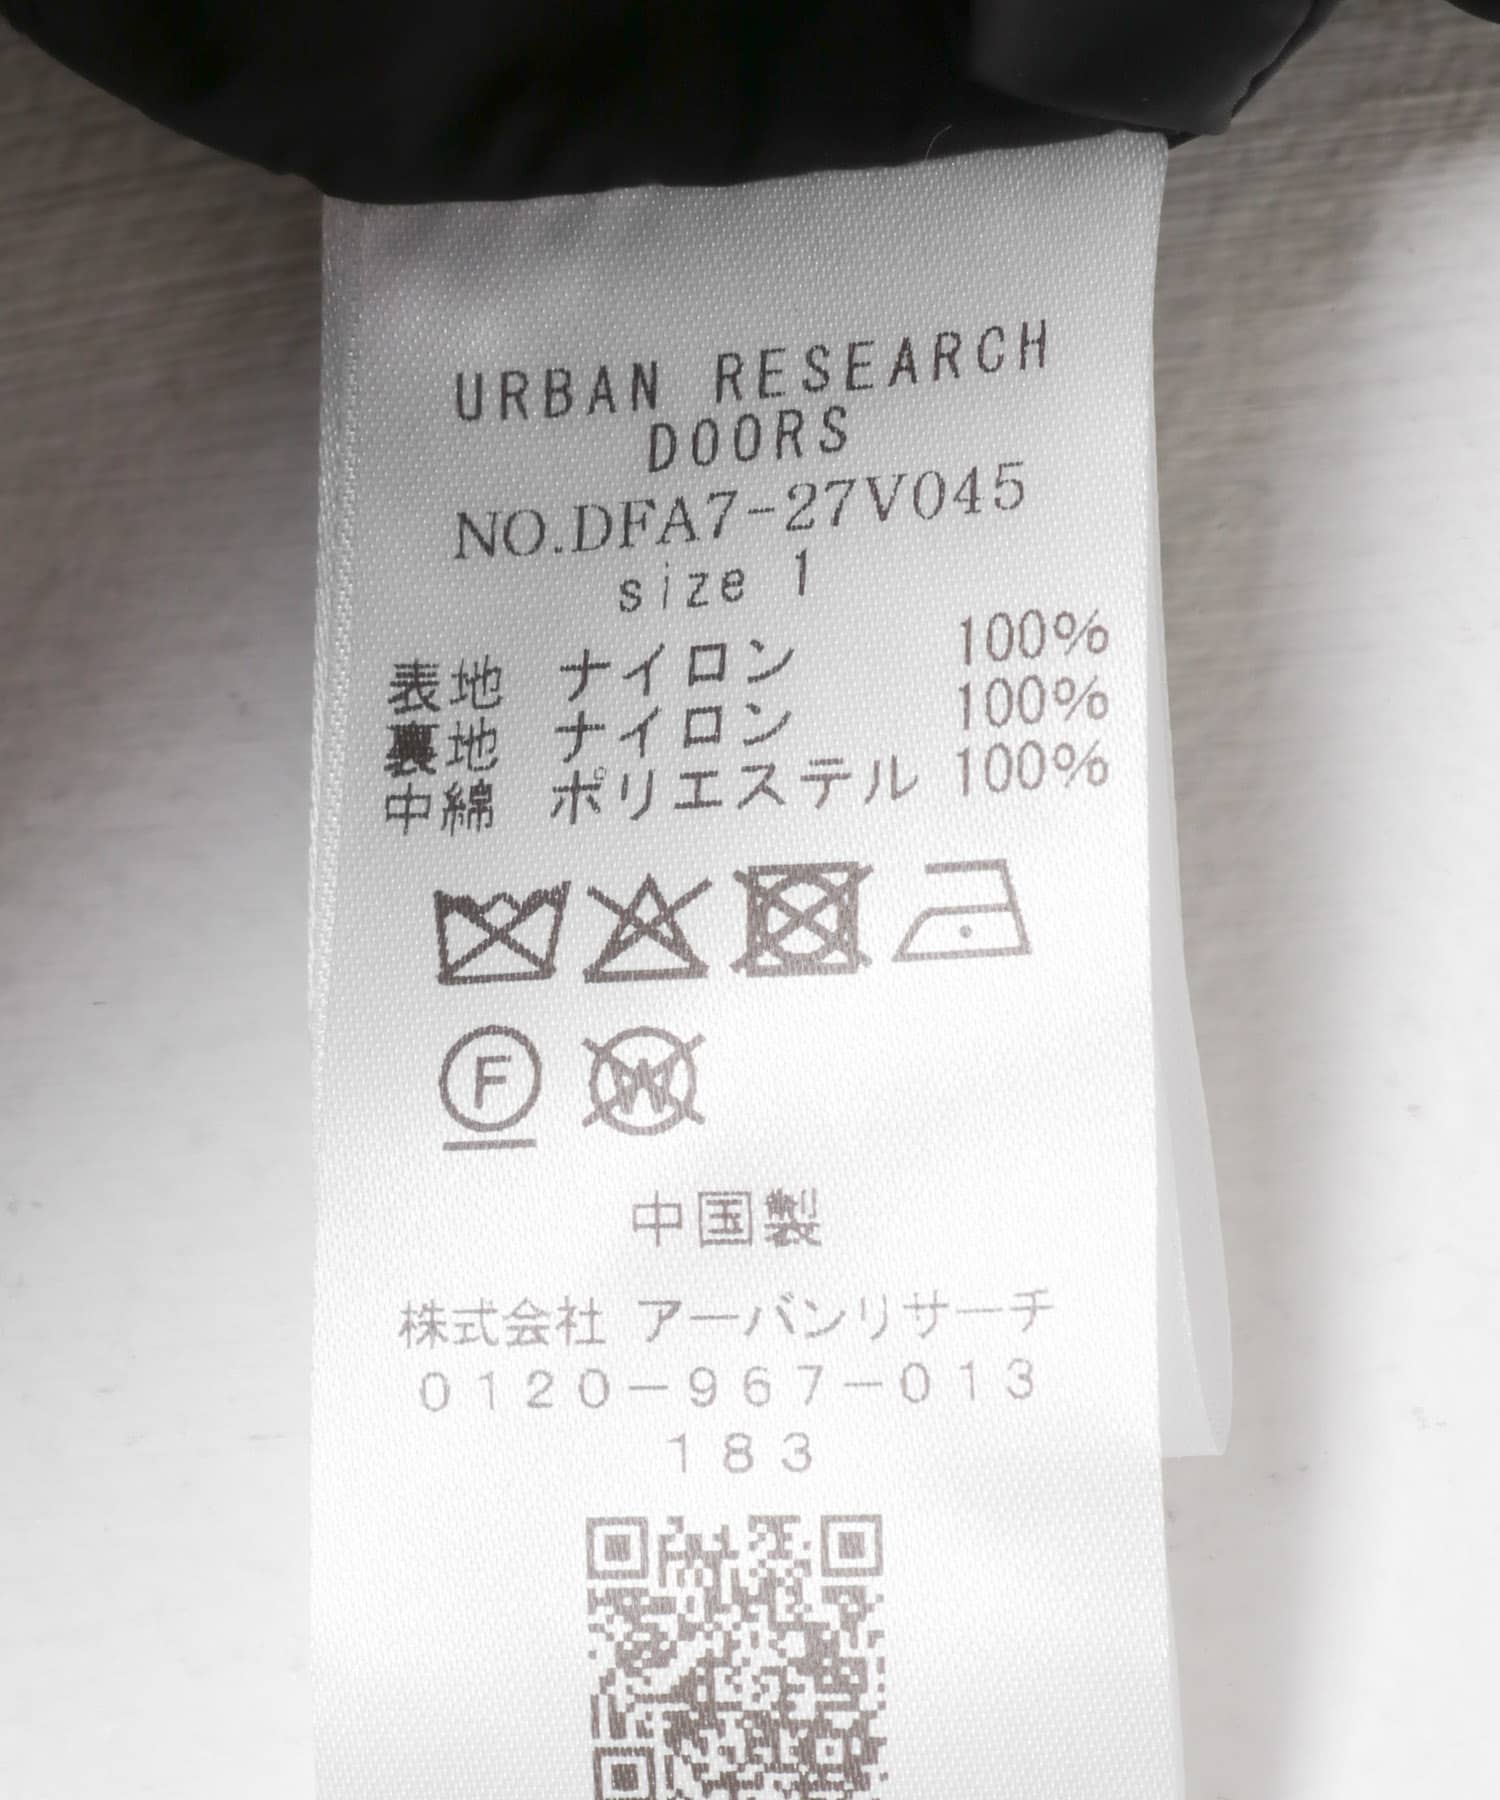 URBAN RESEARCH
DOORS
NO.DFA7-27V045
size 1
表地 ナイロン 100%
裏地 ナイロン 100%
中綿 ポリエステル 100%
F
W
中国製
株式会社 アーバンリサーチ
0120-967-013
183